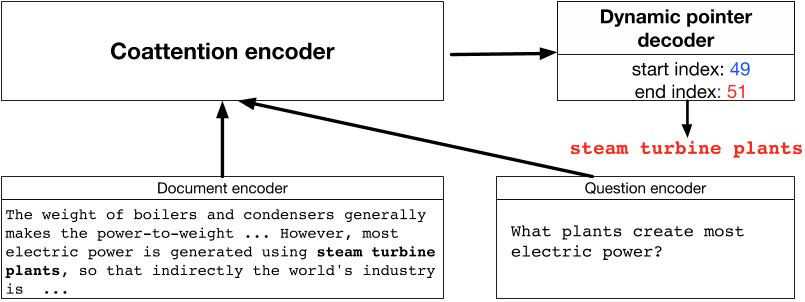 Coattention encoder
Dynamic pointer
decoder
start index: 49
end index: 51
steam turbine plants
Document encoder
The weight of boilers and condensers generally
makes the power-to-weight ... However, most
electric power is generated using steam turbine
plants, so that indirectly the world's industry
is ...
Question encoder
What plants create most
electric power?